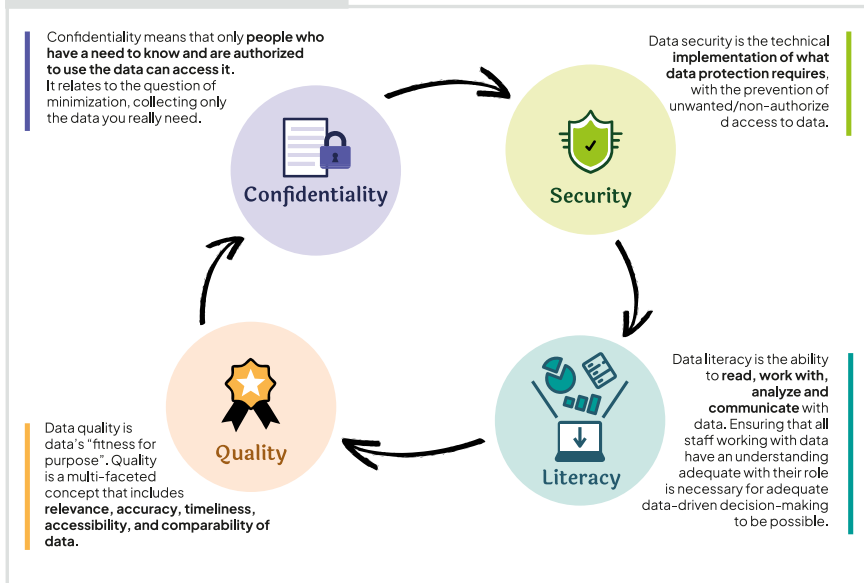 Confidentiality means that only people who
have a need to know and are authorized
to use the data can access it.
It relates to the question of
minimization, collecting only
the data you really need.
Confidentiality
Data security is the technical
implementation of what
data protection requires,
with the prevention of
unwanted/non-authorize
d access to data.
Security
Data literacy is the ability
to read, work with,
analyze and
communicate with
data. Ensuring that all
staff working with data
have an understanding
adequate with their role
is necessary for adequate
data-driven decision-making
to be possible.
Literacy
Data quality is
data's “fitness for
purpose”. Quality
is a multi-faceted
concept that includes
relevance, accuracy, timeliness,
accessibility, and comparability of
data.
Quality